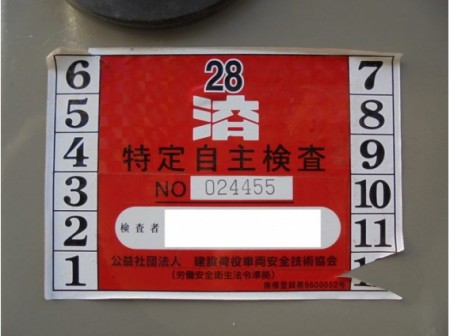 28
済
特定自主検査
NO 024455
検査者
公益社団法人 建設荷役車両安全技術協会
(労働安全衛生法令準拠)
6
5
4
3
2
1
7
8
9
10
11